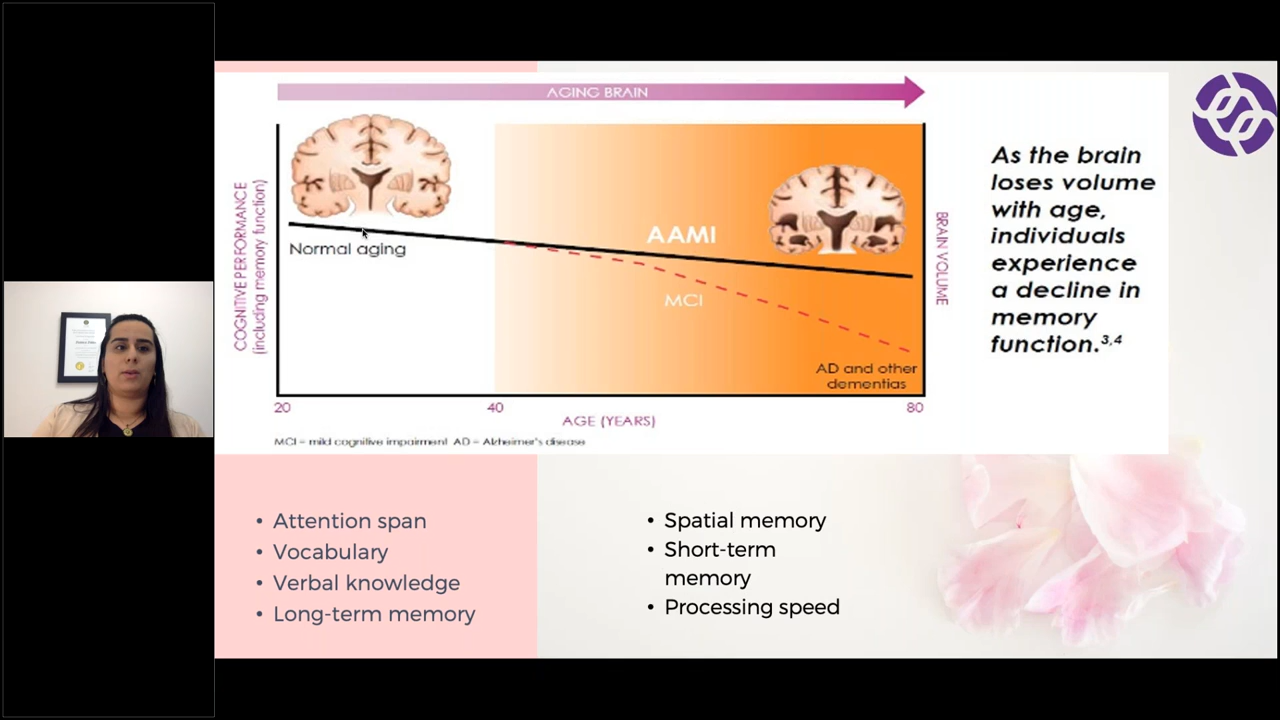 AGING BRAIN
COGNITIVE PERFORMANCE
(including memory function)
Normal aging
AAMI
MCI
AD and other
dementias
BRAIN VOLUME
20
40
80
AGE (YEARS)
MCI = mild cognitive impairment AD = Alzheimer's disease
As the brain
loses volume
with age,
individuals
experience
a decline in
memory
function.3,4
• Attention span
• Vocabulary
• Verbal knowledge
• Long-term memory
• Spatial memory
• Short-term
memory
• Processing speed